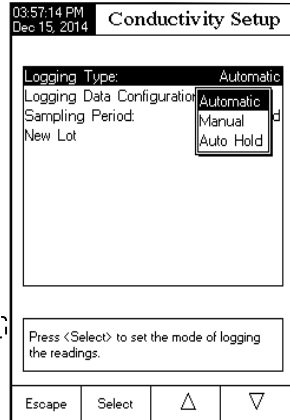 03:57:14 PM
Dec 15, 2014
Conductivity Setup
Logging Type: Automatic
Logging Data Configuration
Sampling Period:
New Lot
Automatic
Manual
Auto Hold
Press <Select> to set the mode of logging
the readings.
Escape Select △ ▽